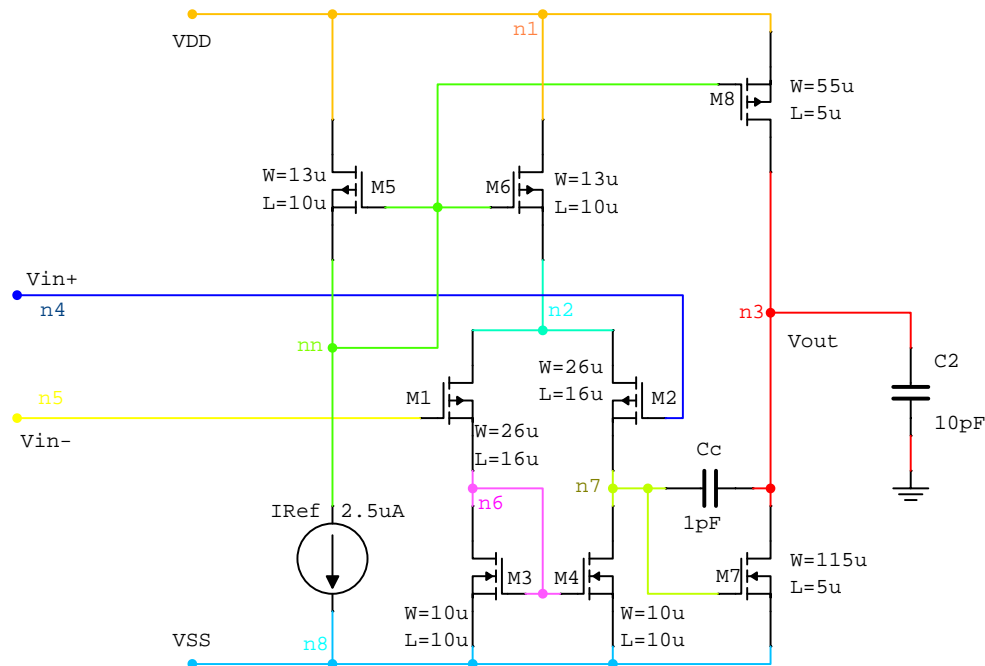 n1
VDD
M8
W=55u
L=5u
W=13u
L=10u
M5
M6
W=13u
L=10u
Vin+
n4
n2
n3
Vout
nn
W=26u
L=16u
C2
10pF
n5
Vin-
M1
M2
W=26u
L=16u
n6
n7
Cc
1pF
IRef 2.5uA
M3
M4
M7
W=115u
L=5u
W=10u
L=10u
W=10u
L=10u
VSS
n8